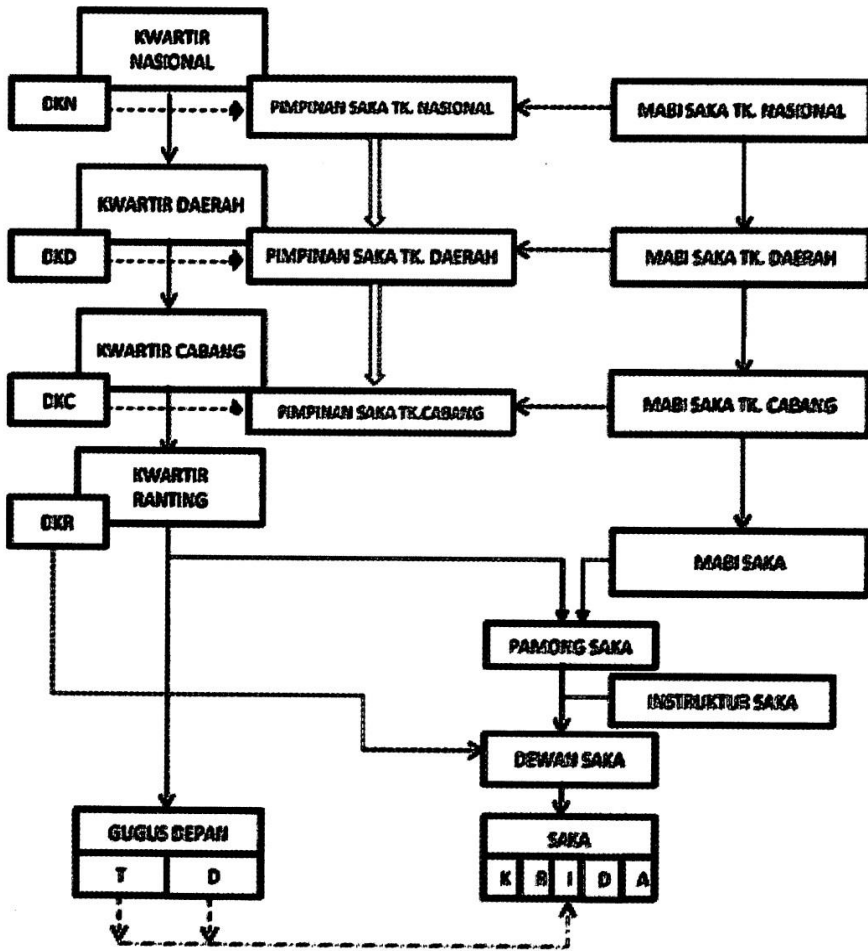 KWARTIR
NASIONAL
DKN
PIMPINAN SAKA TK. NASIONAL
MABI SAKA TK. NASIONAL
KWARTIR DAERAH
DKD
PIMPINAN SAKA TK. DAERAH
MABI SAKA TK. DAERAH
KWARTIR CABANG
DKC
PIMPINAN SAKA TK.CABANG
MABI SAKA TK. CABANG
KWARTIR
RANTING
DKR
MABI SAKA
PAMONG SAKA
INSTRUKTUR SAKA
DEWAN SAKA
GUGUS DEPAN
T D
SAKA
K R I D A